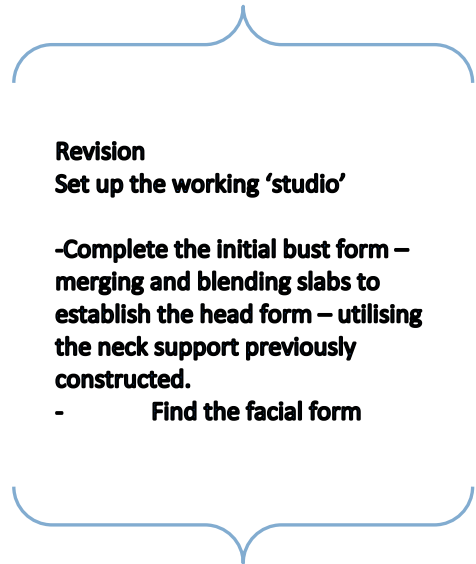 Revision
Set up the working ‘studio’
-Complete the initial bust form –
merging and blending slabs to
establish the head form – utilising
the neck support previously
constructed.
- Find the facial form